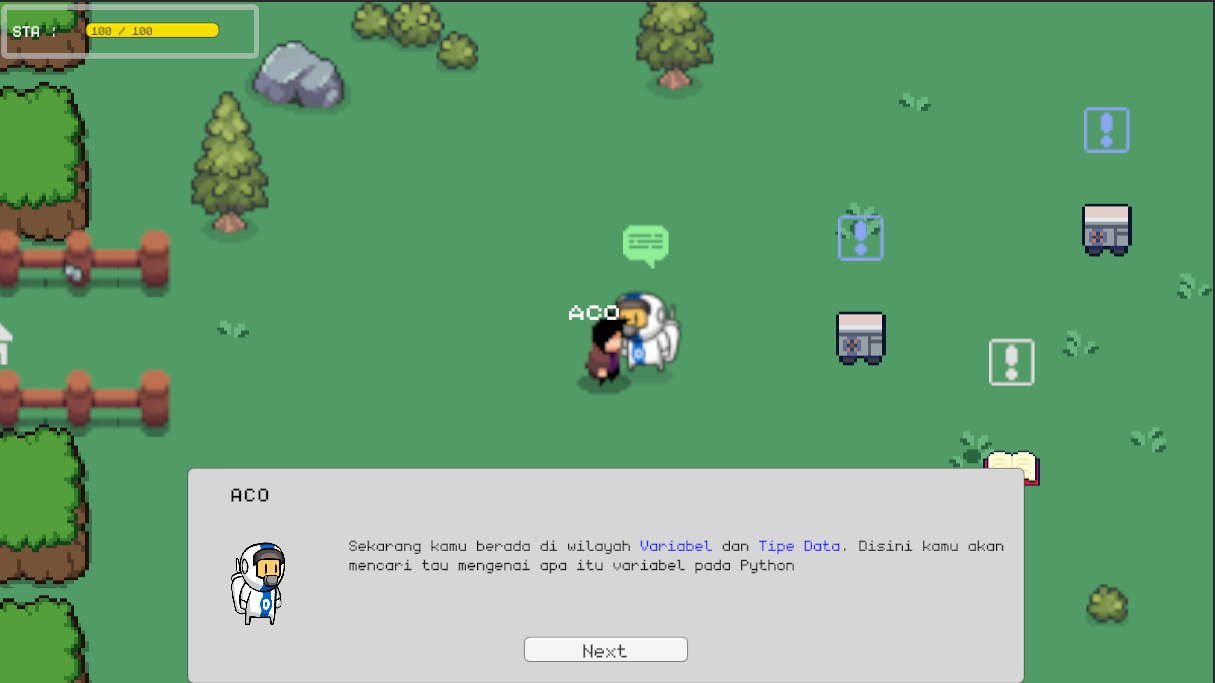 STA : 100 / 100
ACO
ACO
Sekarang kamu berada di wilayah Variabel dan Tipe Data. Disini kamu akan
mencari tau mengenai apa itu variabel pada Python
Next